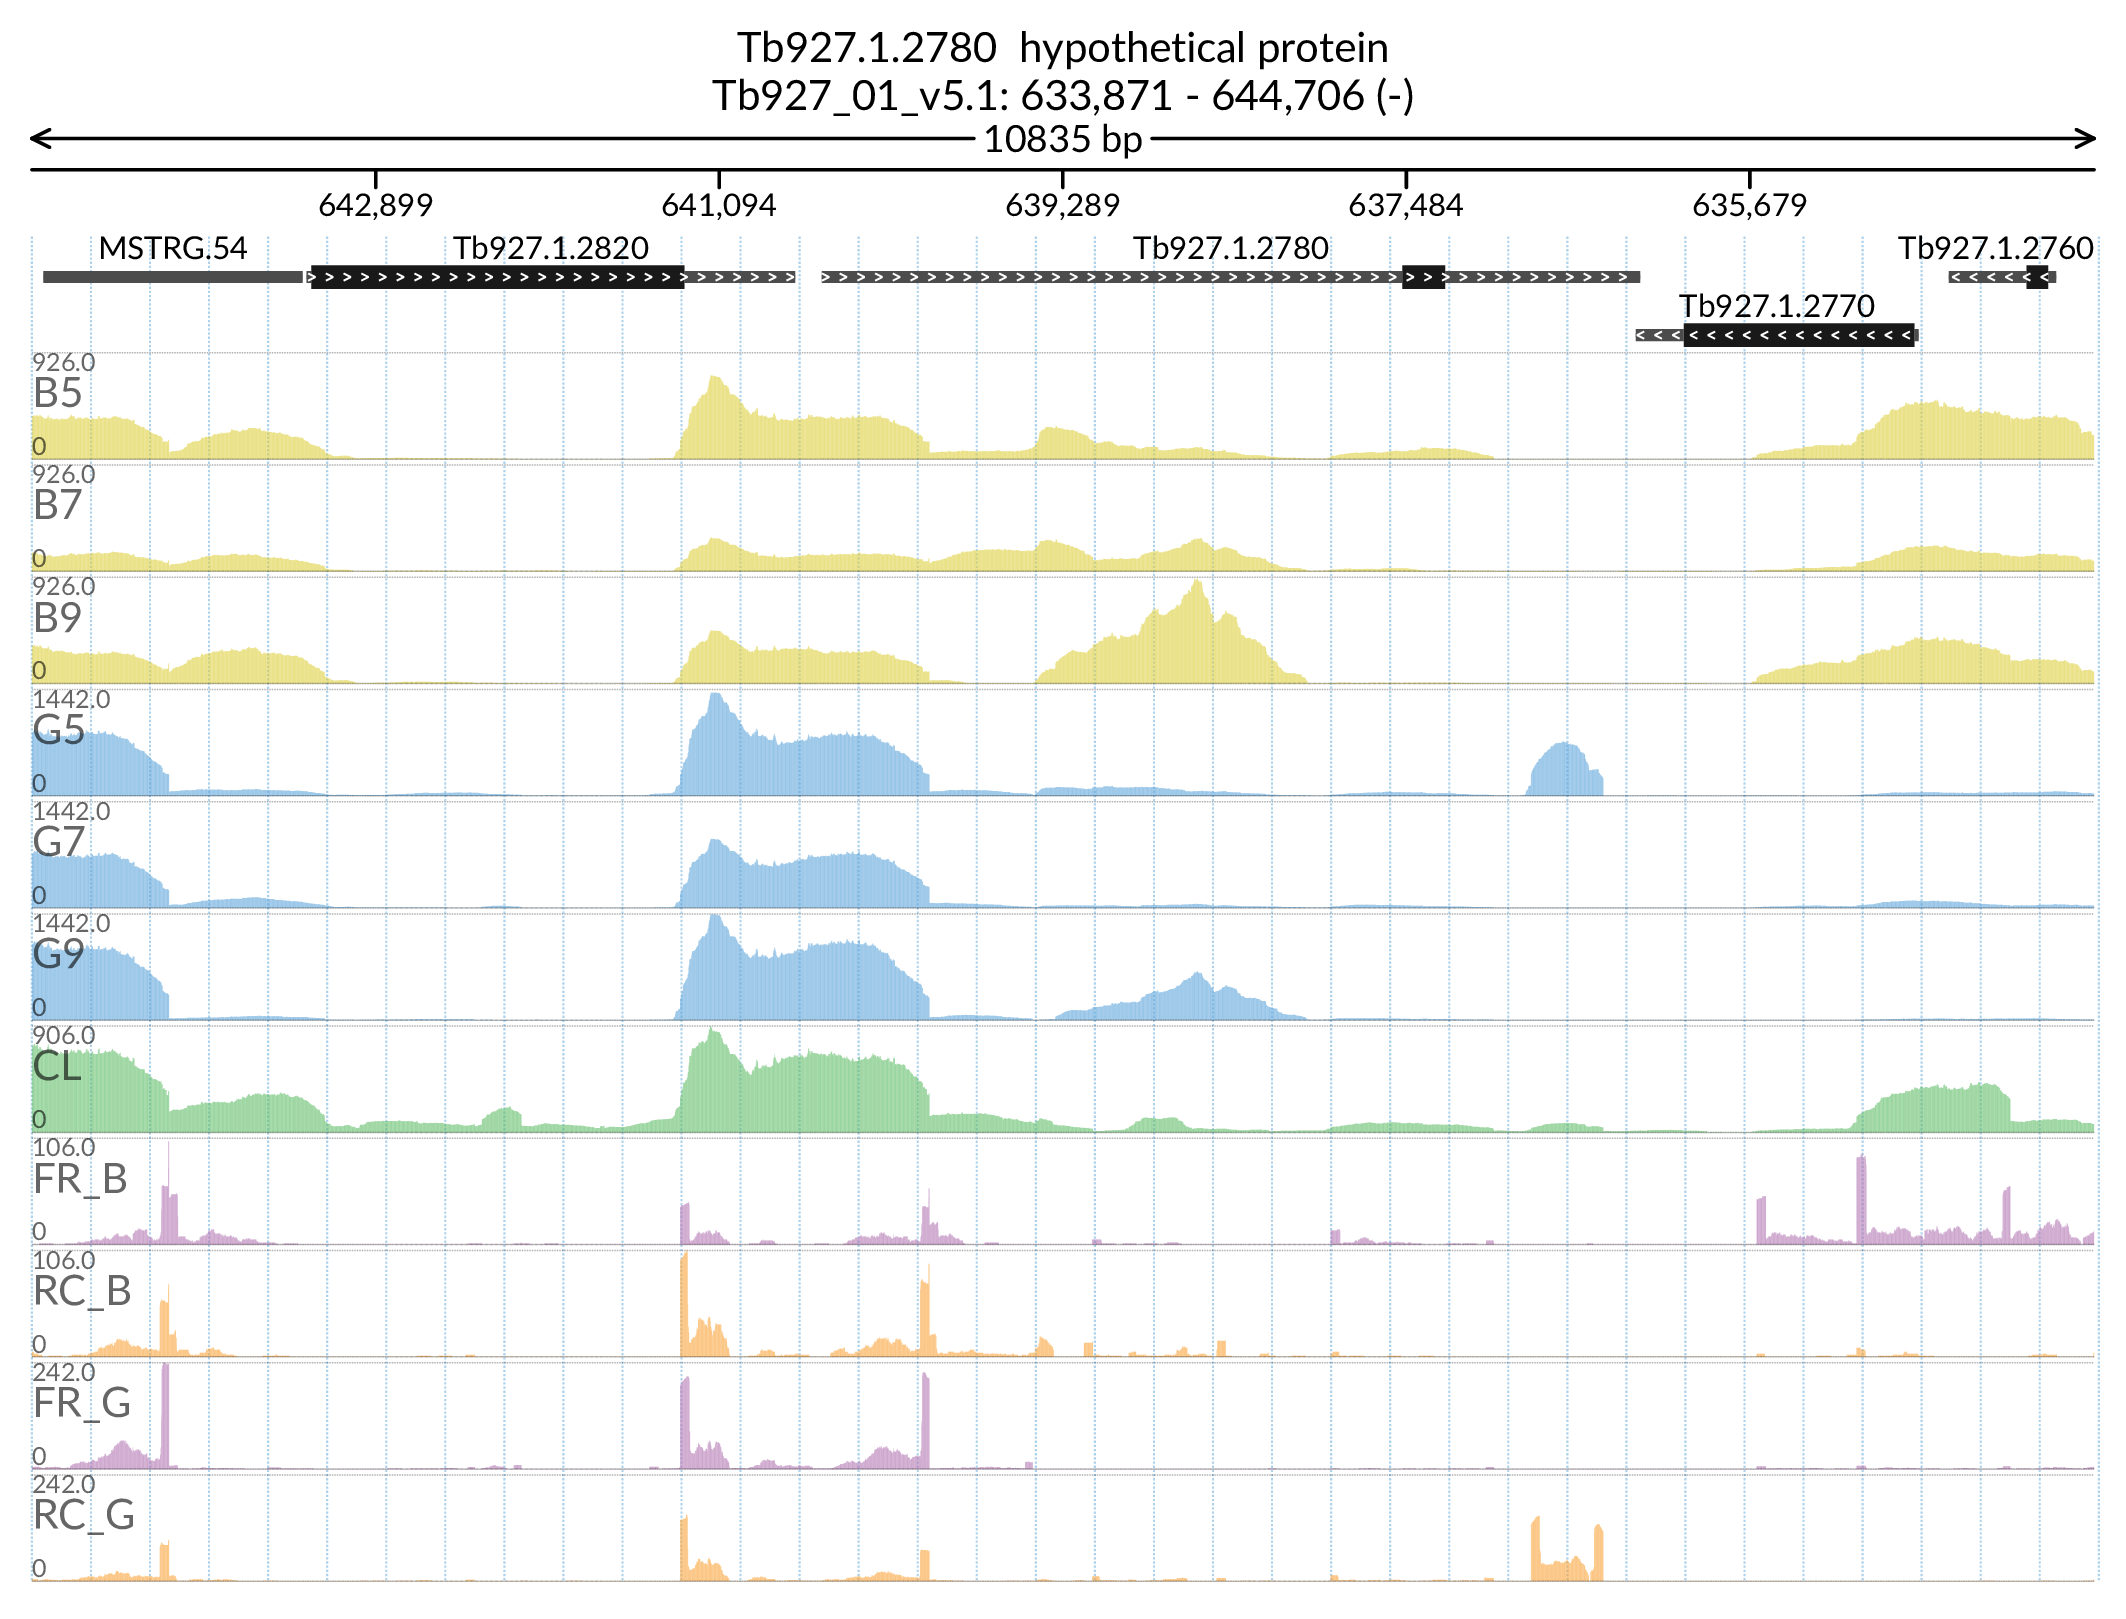 Tb927.1.2780 hypothetical protein
Tb927_01_v5.1: 633,871 - 644,706 (-)
10835 bp
642,899 641,094 639,289 637,484 635,679
MSTRG.54 Tb927.1.2820 Tb927.1.2780 Tb927.1.2760
Tb927.1.2770
926.0
B5
0
926.0
B7
0
926.0
B9
0
1442.0
G5
0
1442.0
G7
0
1442.0
G9
0
906.0
CL
0
106.0
FR_B
0
106.0
RC_B
0
242.0
FR_G
0
242.0
RC_G
0